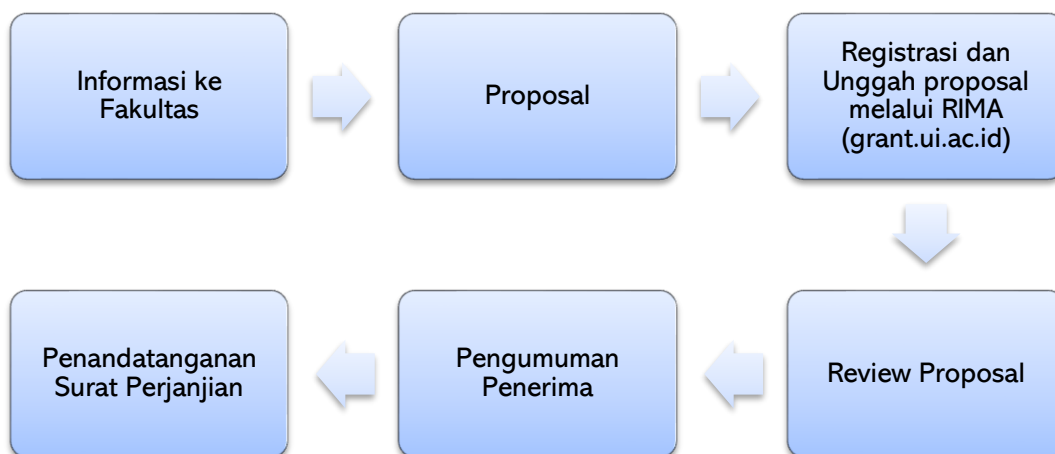 Informasi ke
Fakultas
Proposal
Registrasi dan
Unggah proposal
melalui RIMA
(grant.ui.ac.id)
Review Proposal
Pengumuman
Penerima
Penandatanganan
Surat Perjanjian